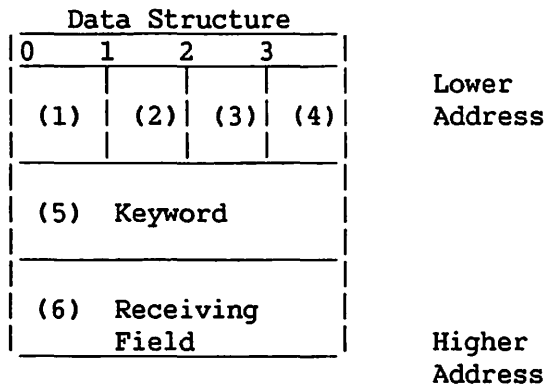 Data Structure
0 1 2 3
(1) (2) (3) (4)
Lower
Address
(5) Keyword
(6) Receiving
Field
Higher
Address